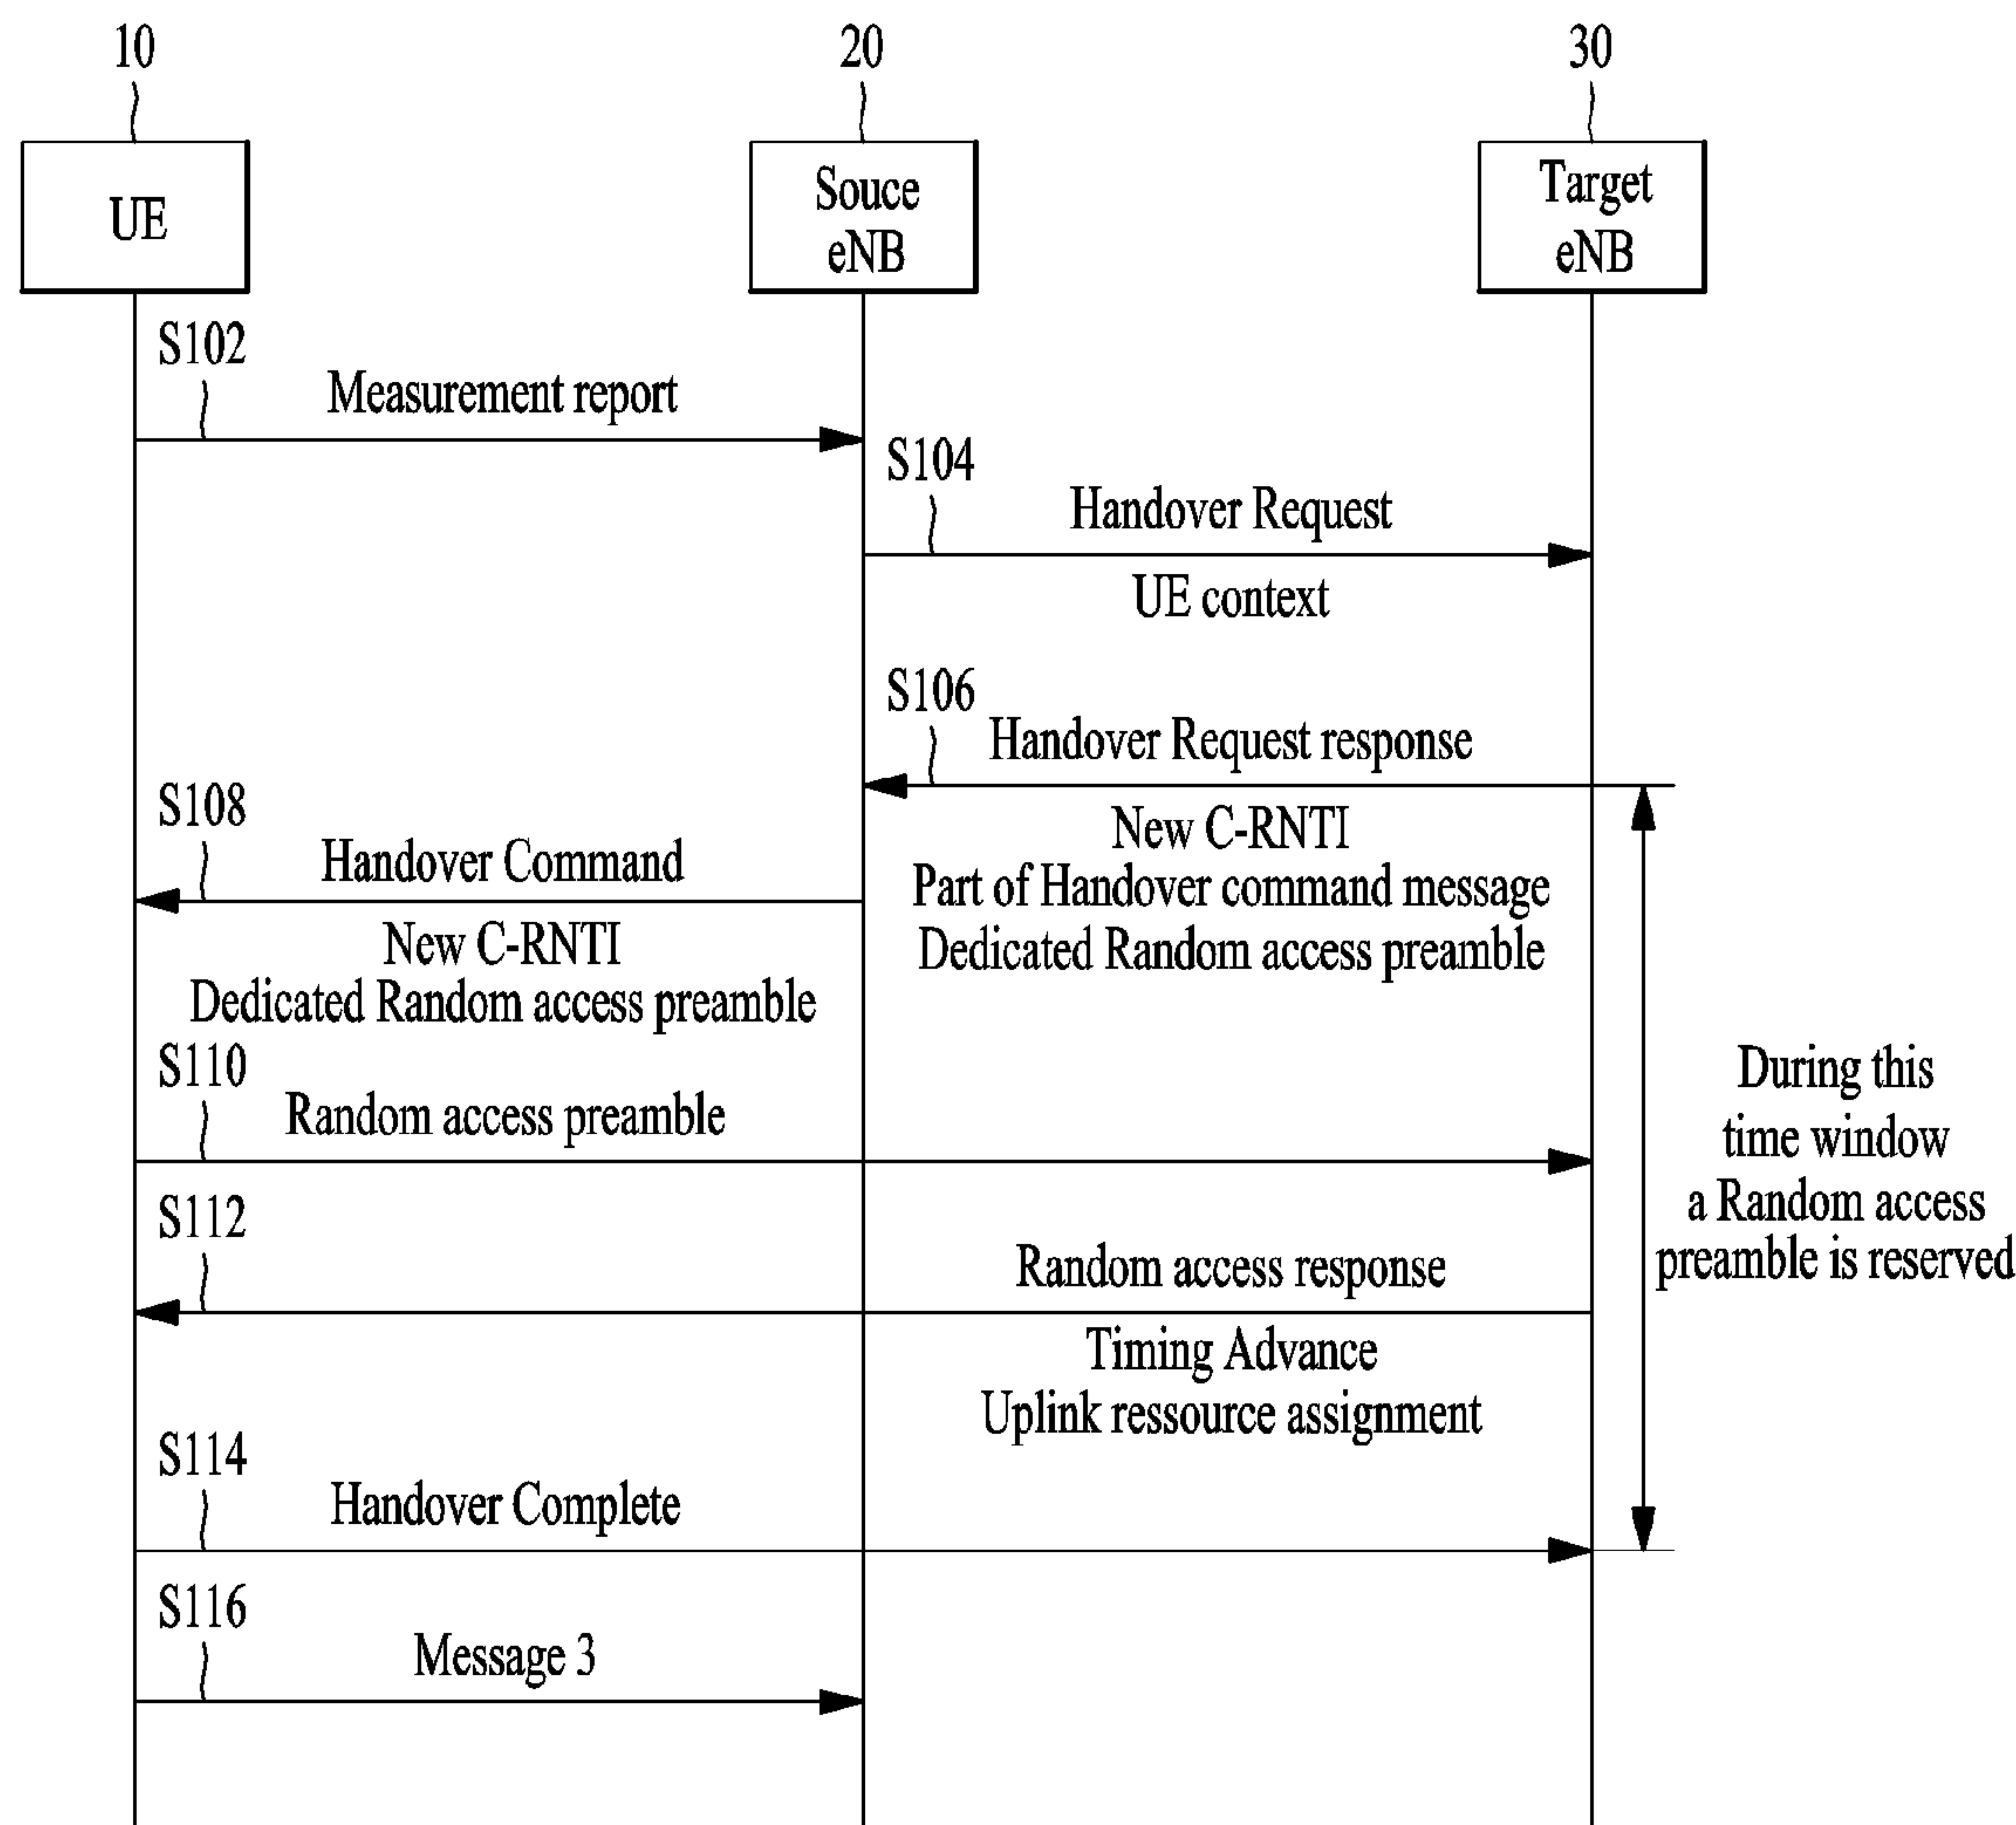 10
20
30
UE
Souce
eNB
Target
eNB
S102
Measurement report
S104
Handover Request
UE context
S106
Handover Request response
New C-RNTI
Part of Handover command message
Dedicated Random access preamble
S108
Handover Command
New C-RNTI
Dedicated Random access preamble
S110
Random access preamble
During this
time window
a Random access
preamble is reserved
S112
Random access response
Timing Advance
Uplink ressource assignment
S114
Handover Complete
S116
Message 3